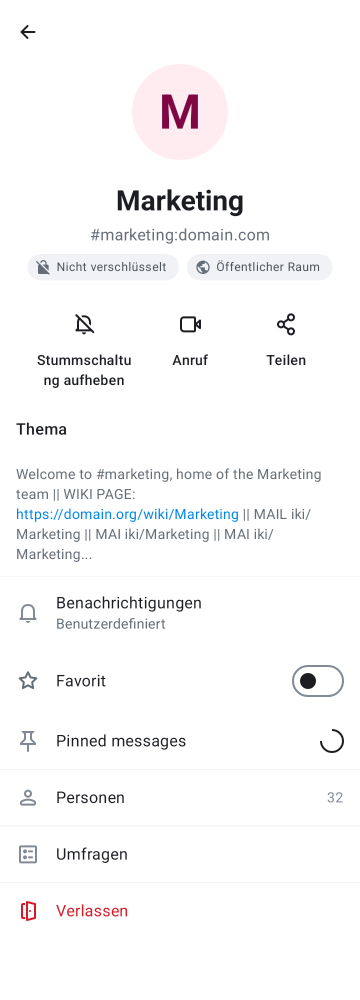 M
Marketing
#marketing:domain.com
Nicht verschlüsselt
Öffentlicher Raum
Stummschaltu
ng aufheben
Anruf
Teilen
Thema
Welcome to #marketing, home of the Marketing
team || WIKI PAGE:
https://domain.org/wiki/Marketing || MAIL iki/
Marketing || MAI iki/Marketing || MAI iki/
Marketing...
Benachrichtigungen
Benutzerdefiniert
Favorit
Pinned messages
Personen 32
Umfragen
Verlassen